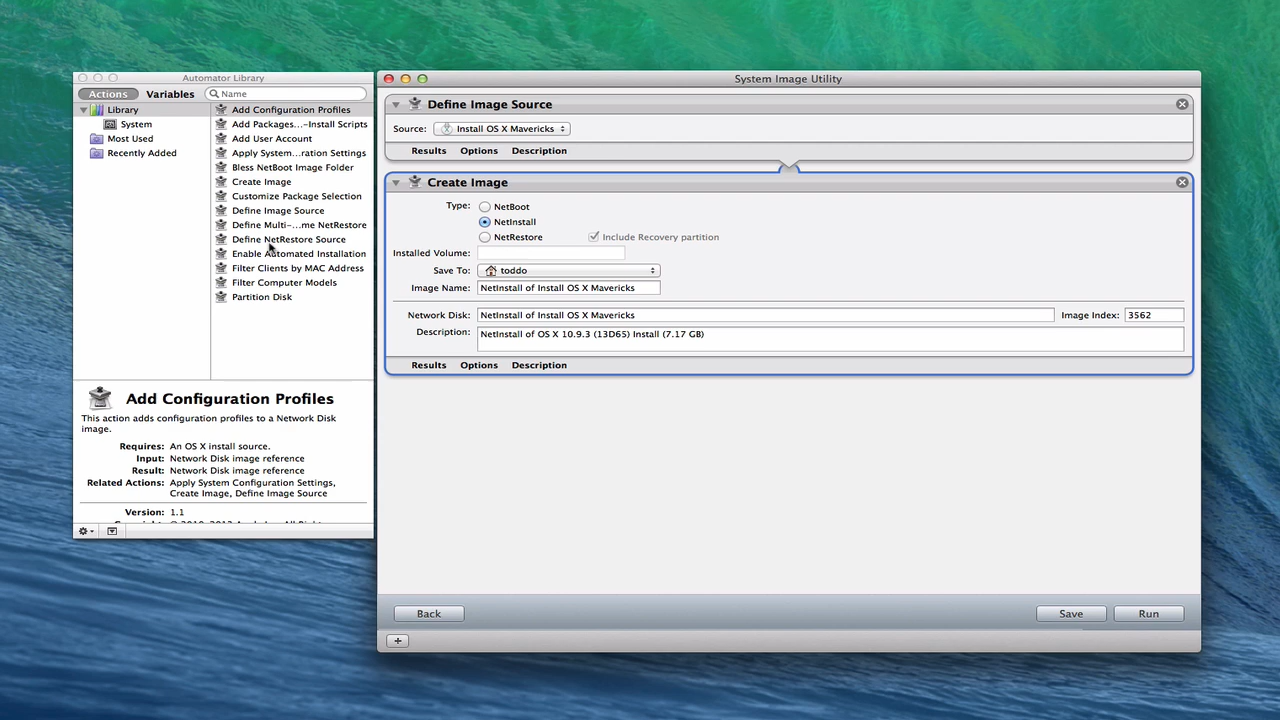 Automator Library
Actions Variables Name
Library
System
Most Used
Recently Added
Add Configuration Profiles
Add Packages...-Install Scripts
Add User Account
Apply System...ration Settings
Bless NetBoot Image Folder
Create Image
Customize Package Selection
Define Image Source
Define Multi-...me NetRestore
Define NetRestore Source
Enable Automated Installation
Filter Clients by MAC Address
Filter Computer Models
Partition Disk
Add Configuration Profiles
This action adds configuration profiles to a Network Disk
image.
Requires: An OS X install source.
Input: Network Disk image reference
Result: Network Disk image reference
Related Actions: Apply System Configuration Settings,
Create Image, Define Image Source
Version: 1.1
System Image Utility
Define Image Source
Source: Install OS X Mavericks
Results Options Description
Create Image
Type: NetBoot
NetInstall
NetRestore Include Recovery partition
Installed Volume:
Save To: toddo
Image Name: NetInstall of Install OS X Mavericks
Network Disk: NetInstall of Install OS X Mavericks Image Index: 3562
Description: NetInstall of OS X 10.9.3 (13D65) Install (7.17 GB)
Results Options Description
Back Save Run